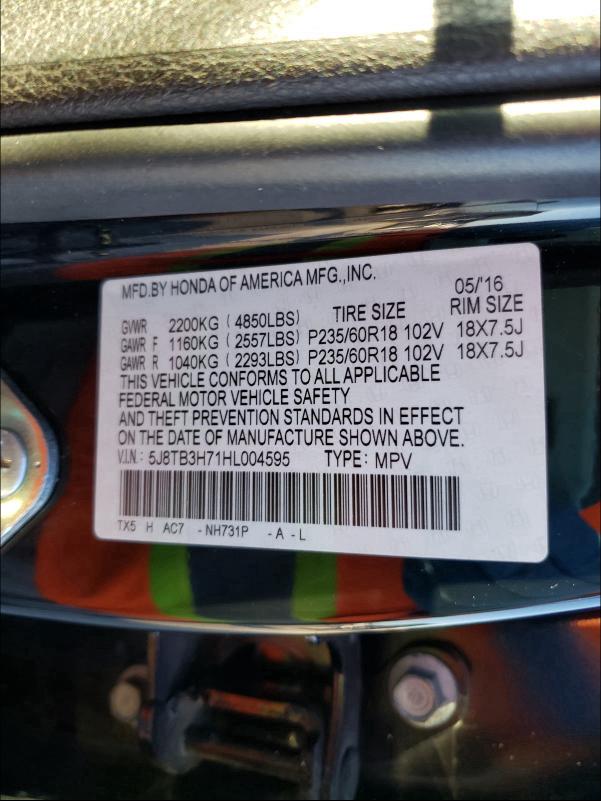 MFD.BY HONDA OF AMERICA MFG.,INC. 05/'16
GVWR 2200KG (4850LBS) TIRE SIZE RIM SIZE
GAWR F 1160KG (2557LBS) P235/60R18 102V 18X7.5J
GAWR R 1040KG (2293LBS) P235/60R18 102V 18X7.5J
THIS VEHICLE CONFORMS TO ALL APPLICABLE
FEDERAL MOTOR VEHICLE SAFETY
AND THEFT PREVENTION STANDARDS IN EFFECT
ON THE DATE OF MANUFACTURE SHOWN ABOVE.
V.I.N.: 5J8TB3H71HL004595 TYPE: MPV
TX5 H AC7 -NH731P -A-L